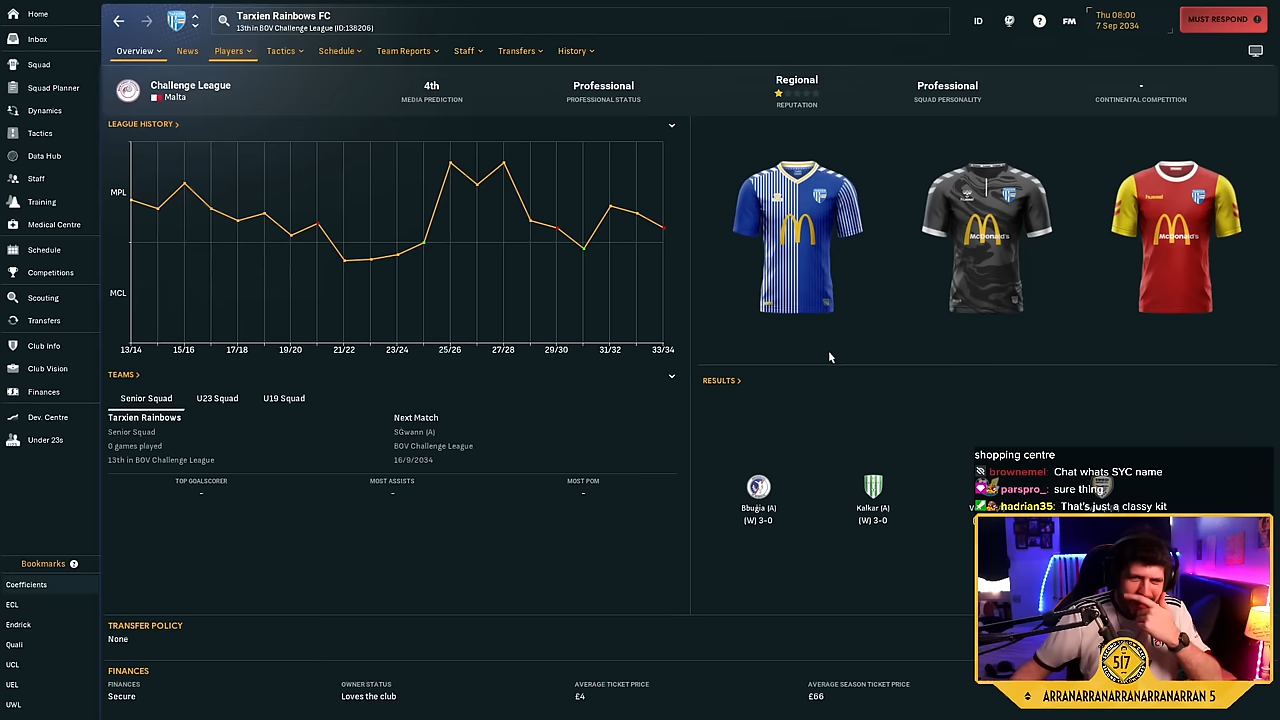 Home
Inbox
Squad
Squad Planner
Dynamics
Tactics
Data Hub
Staff
Training
Medical Centre
Schedule
Competitions
Scouting
Transfers
Club Info
Club Vision
Finances
Dev. Centre
Under 23s
Bookmarks
Coefficients
ECL
Endrick
Quali
UCL
UEL
UWL
Tarxien Rainbows FC
13th in BOV Challenge League (ID:138206)
ID
FM
Thu 08:00
7 Sep 2034
MUST RESPOND
Overview News Players Tactics Schedule Team Reports Staff Transfers History
Challenge League
Malta
4th
MEDIA PREDICTION
Professional
PROFESSIONAL STATUS
Regional
REPUTATION
Professional
SQUAD PERSONALITY
-
CONTINENTAL COMPETITION
LEAGUE HISTORY >
MPL
MCL
13/14 15/16 17/18 19/20 21/22 23/24 25/26 27/28 29/30 31/32 33/34
hummel
hummel
McDonald's
McDonald's
TEAMS >
Senior Squad U23 Squad U19 Squad
Tarxien Rainbows
Senior Squad
0 games played
13th in BOV Challenge League
Next Match
SĠwann (A)
BOV Challenge League
16/9/2034
TOP GOALSCORER
-
MOST ASSISTS
-
MOST POM
-
RESULTS >
Bbuġia (A)
(W) 3-0
Kalkar (A)
(W) 3-0
shopping centre
brownemel: Chat whats SYC name
parspro_: sure thing
hadrian35: That's just a classy kit
517
ARRANARRANARRANARRANARRAN 5
TRANSFER POLICY
None
FINANCES
FINANCES
Secure
OWNER STATUS
Loves the club
AVERAGE TICKET PRICE
£4
AVERAGE SEASON TICKET PRICE
£66